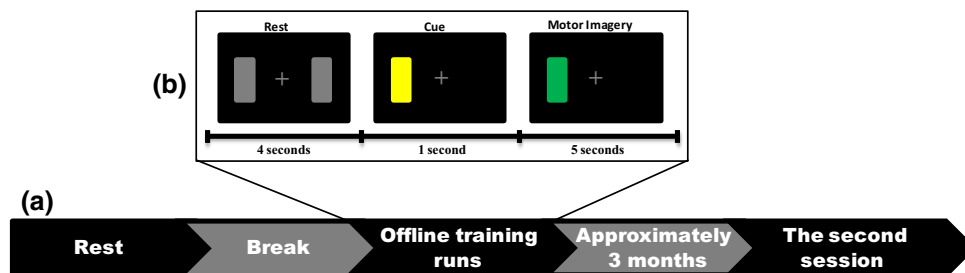 (b)
Rest
Cue
Motor Imagery
+
+
+
4 seconds
1 second
5 seconds
(a)
Rest
Break
Offline training
runs
Approximately
3 months
The second
session